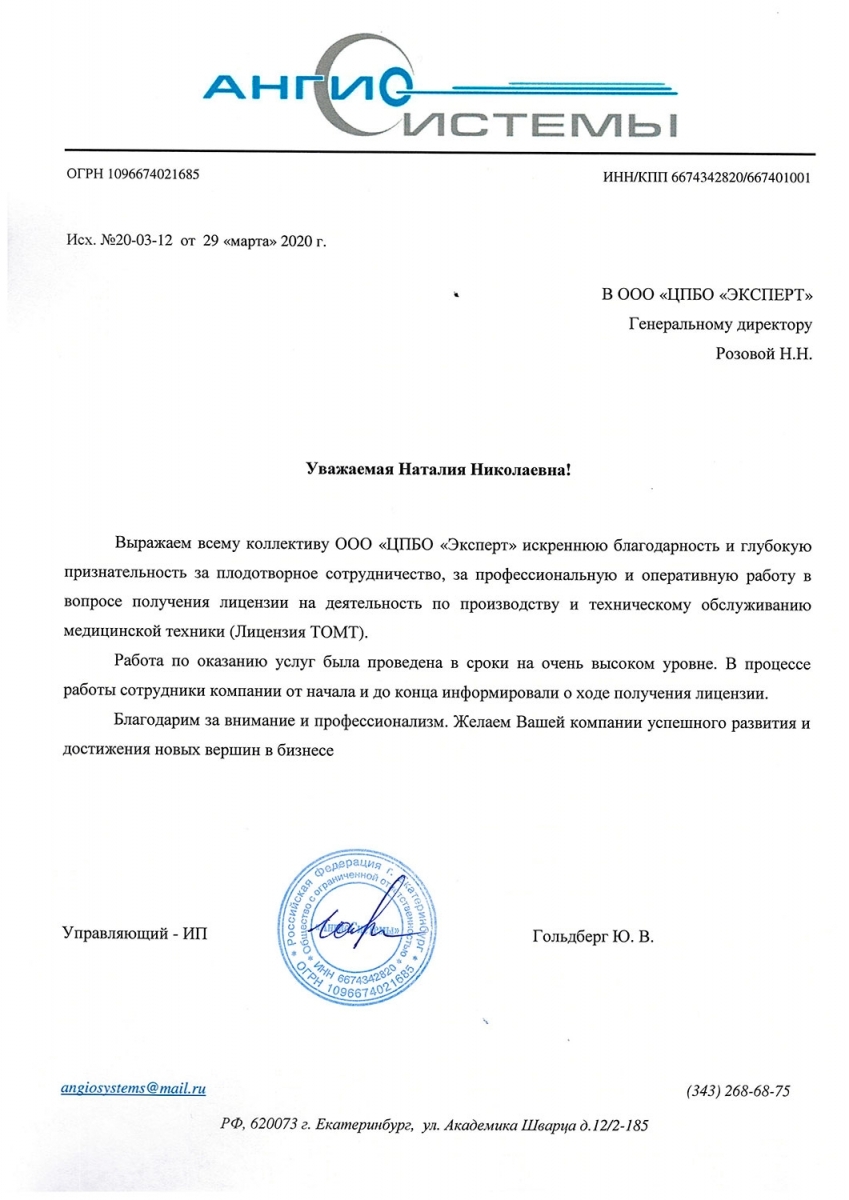 АНГИО
СИСТЕМЫ
ОГРН 1096674021685
ИНН/КПП 6674342820/667401001
Исх. №20-03-12 от 29 «марта» 2020 г.
В ООО «ЦПБО «ЭКСПЕРТ»
Генеральному директору
Розовой Н.Н.
Уважаемая Наталия Николаевна!
Выражаем всему коллективу ООО «ЦПБО «Эксперт» искреннюю благодарность и глубокую
признательность за плодотворное сотрудничество, за профессиональную и оперативную работу в
вопросе получения лицензии на деятельность по производству и техническому обслуживанию
медицинской техники (Лицензия ТОМТ).
Работа по оказанию услуг была проведена в сроки на очень высоком уровне. В процессе
работы сотрудники компании от начала и до конца информировали о ходе получения лицензии.
Благодарим за внимание и профессионализм. Желаем Вашей компании успешного развития и
достижения новых вершин в бизнесе
Управляющий - ИП
Российская Федерация г. Екатеринбург
Общество с ограниченной ответственностью
ИНН 6674342820
ОГРН 1096674021685
Гольдберг Ю. В.
angiosystems@mail.ru
(343) 268-68-75
РФ, 620073 г. Екатеринбург, ул. Академика Шварца д.12/2-185